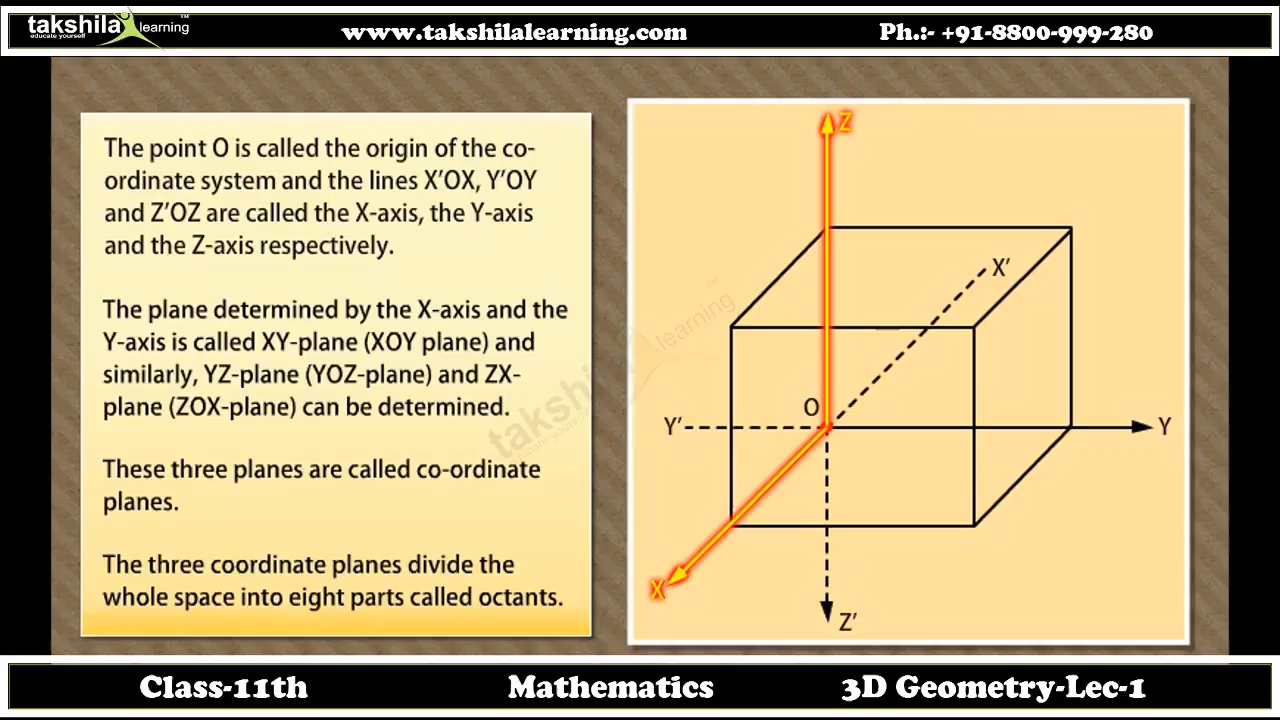 takshila learning™
educate yourself
www.takshilalearning.com
Ph.:- +91-8800-999-280
The point O is called the origin of the co-
ordinate system and the lines X′OX, Y′OY
and Z′OZ are called the X-axis, the Y-axis
and the Z-axis respectively.
The plane determined by the X-axis and the
Y-axis is called XY-plane (XOY plane) and
similarly, YZ-plane (YOZ-plane) and ZX-
plane (ZOX-plane) can be determined.
These three planes are called co-ordinate
planes.
The three coordinate planes divide the
whole space into eight parts called octants.
Z
X′
O
Y′
Y
X
Z′
takshila learning™
educate yourself
Class-11th
Mathematics
3D Geometry-Lec-1